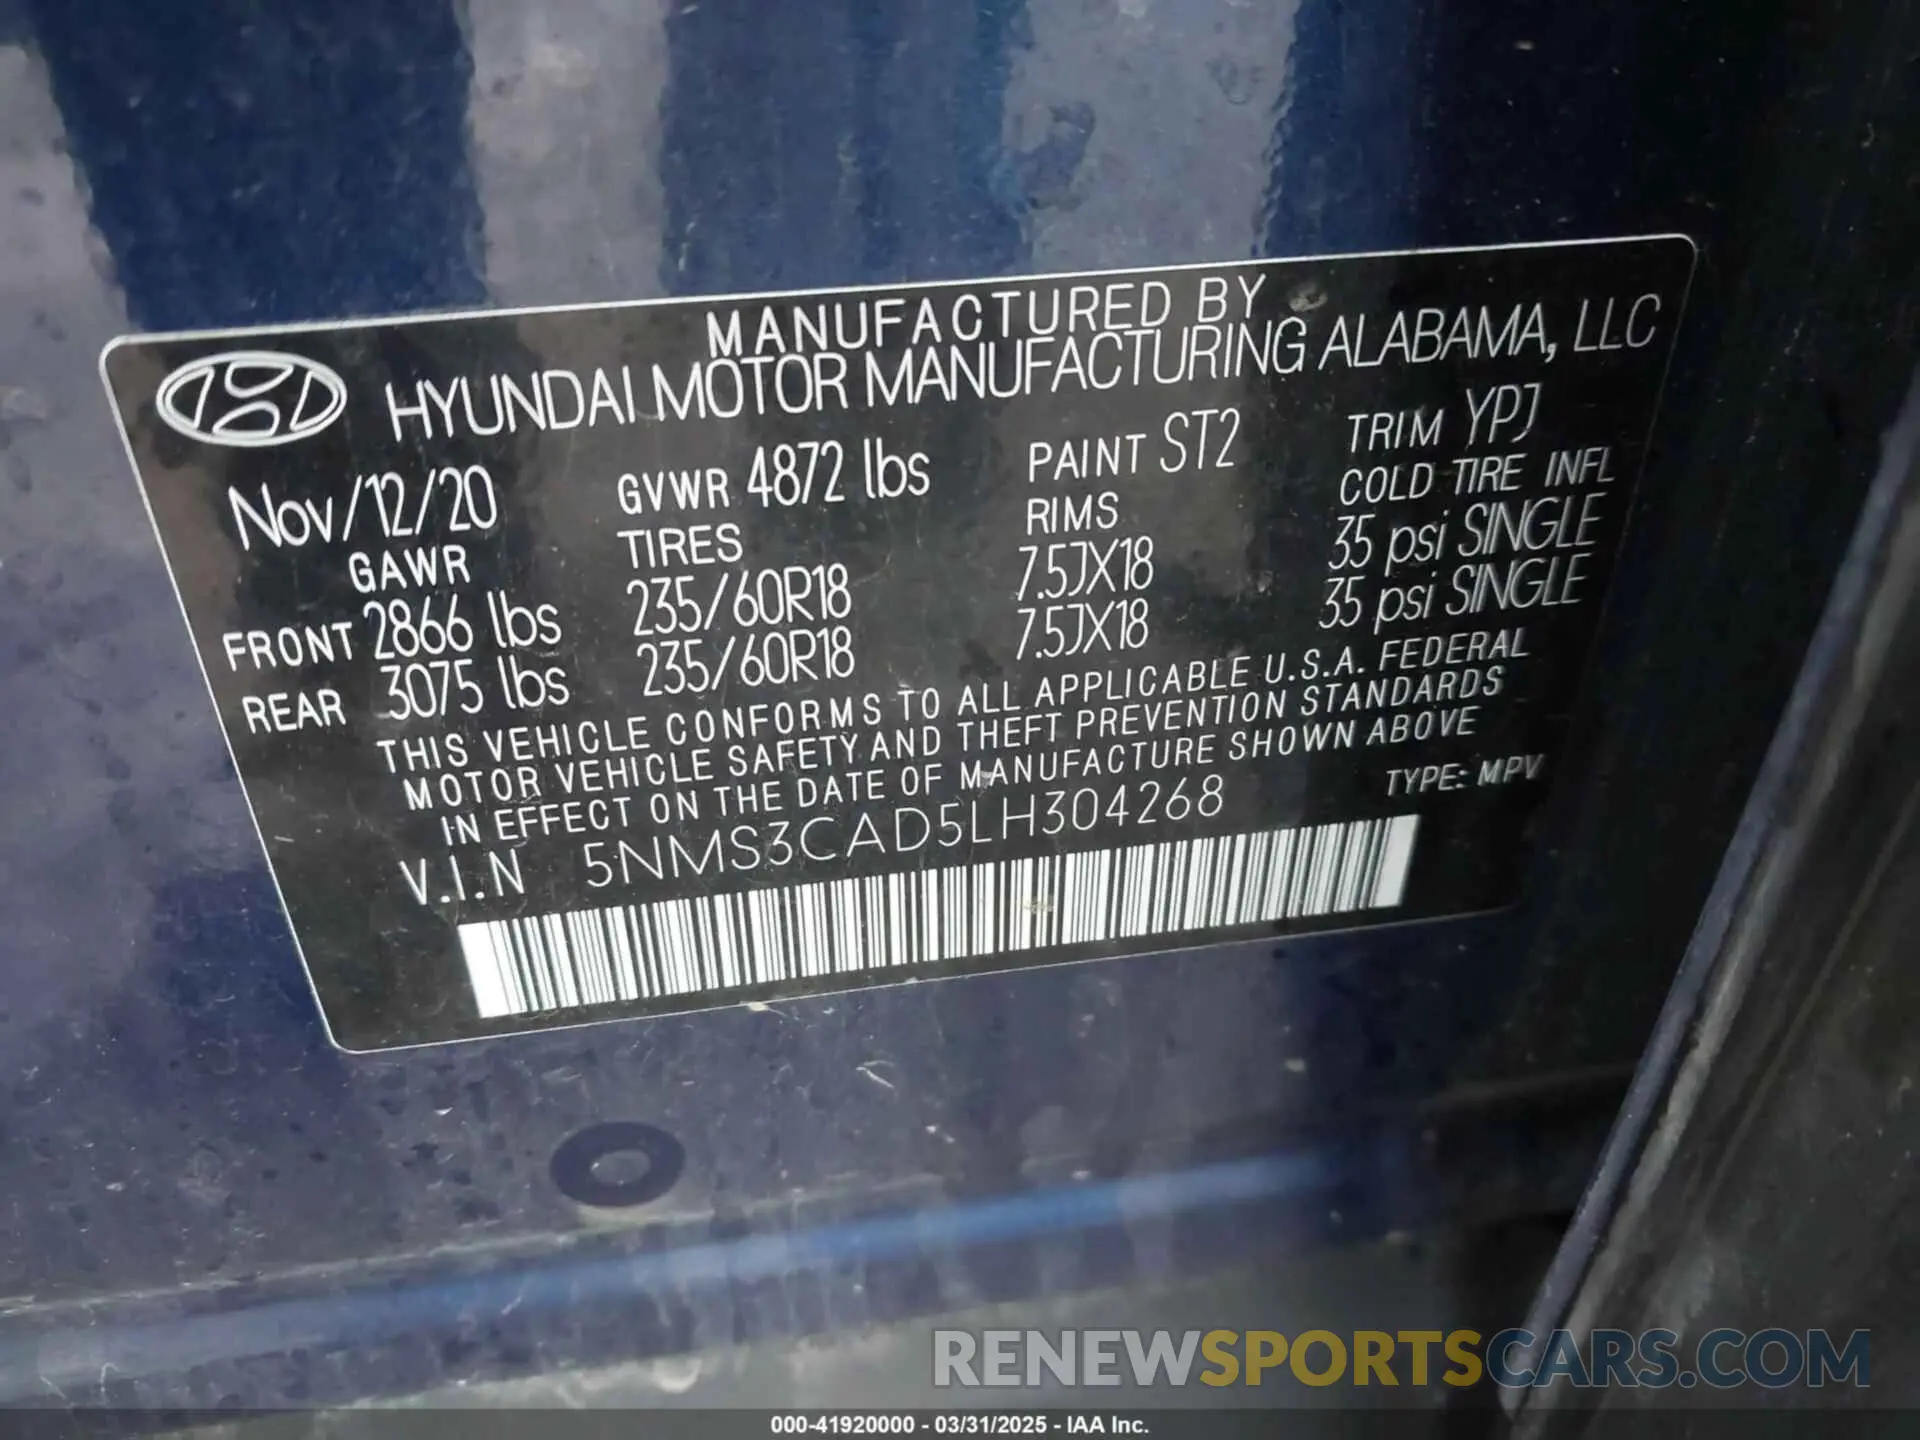 MANUFACTURED BY
HYUNDAI MOTOR MANUFACTURING ALABAMA, LLC
Nov/12/20 GVWR 4872 lbs PAINT ST2 TRIM YPJ
GAWR TIRES RIMS COLD TIRE INFL
FRONT 2866 lbs 235/60R18 7.5JX18 35 psi SINGLE
REAR 3075 lbs 235/60R18 7.5JX18 35 psi SINGLE
THIS VEHICLE CONFORMS TO ALL APPLICABLE U.S.A. FEDERAL
MOTOR VEHICLE SAFETY AND THEFT PREVENTION STANDARDS
IN EFFECT ON THE DATE OF MANUFACTURE SHOWN ABOVE
V.I.N 5NMS3CAD5LH304268 TYPE: MPV
RENEWSPORTSCARS.COM
000-41920000 - 03/31/2025 - IAA Inc.